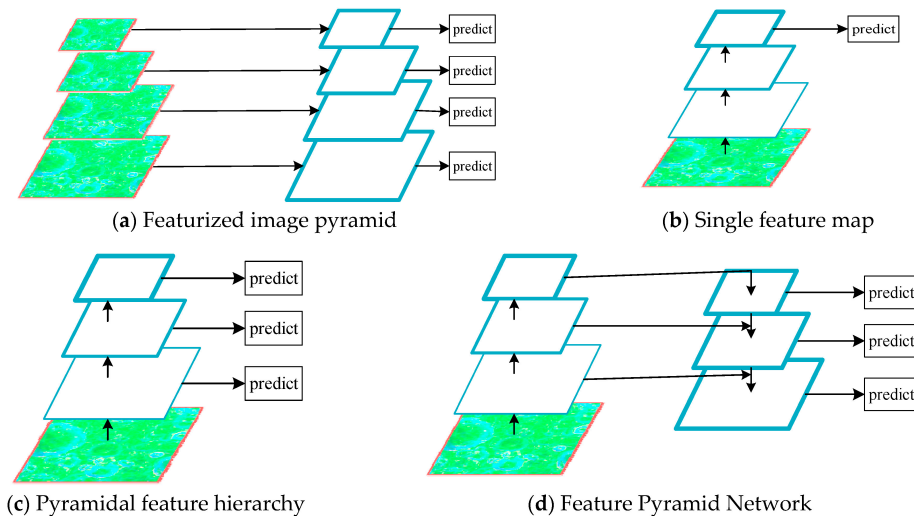 predict
predict
predict
predict
predict
(a) Featurized image pyramid
(b) Single feature map
predict
predict
predict
predict
predict
predict
(c) Pyramidal feature hierarchy
(d) Feature Pyramid Network